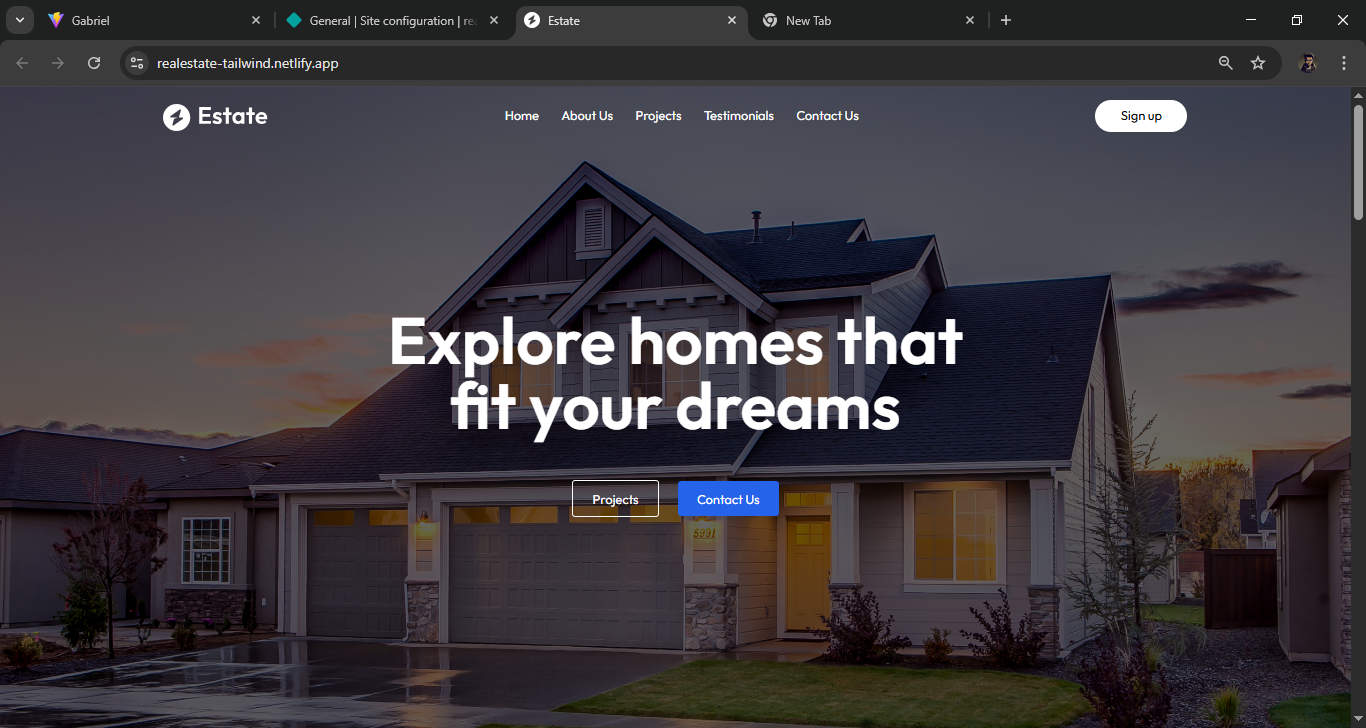 Gabriel
General | Site configuration | re
Estate
New Tab
realestate-tailwind.netlify.app
Estate
Home
About Us
Projects
Testimonials
Contact Us
Sign up
Explore homes that
fit your dreams
Projects
Contact Us
5991